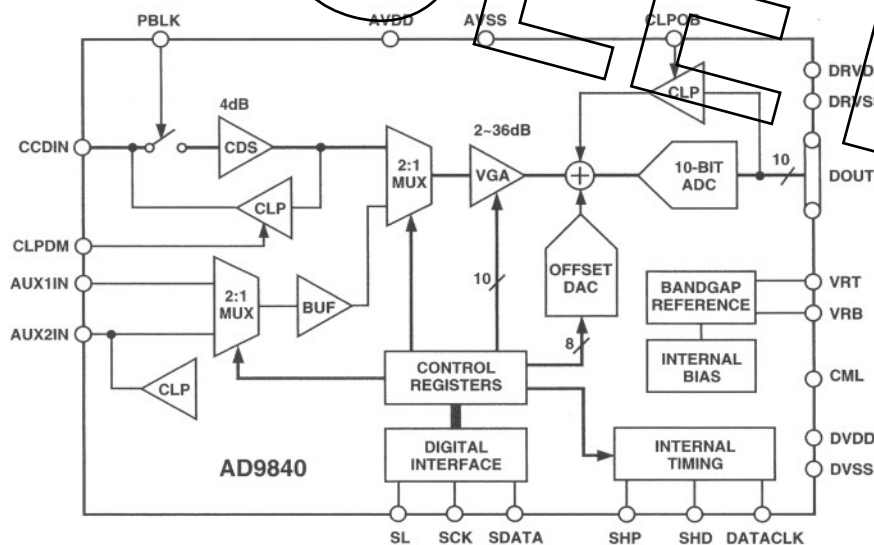 PBLK
AVDD
AVSS
CLPOB
DRVD
DRVSS
4dB
CLP
2~36dB
CCDIN
CDS
2:1
MUX
VGA
10-BIT
ADC
10
DOUT
CLP
CLPDM
AUX1IN
2:1
MUX
BUF
10
OFFSET
DAC
BANDGAP
REFERENCE
VRT
VRB
AUX2IN
8
INTERNAL
BIAS
CLP
CONTROL
REGISTERS
CML
DIGITAL
INTERFACE
INTERNAL
TIMING
DVDD
DVSS
AD9840
SL
SCK
SDATA
SHP
SHD
DATACLK